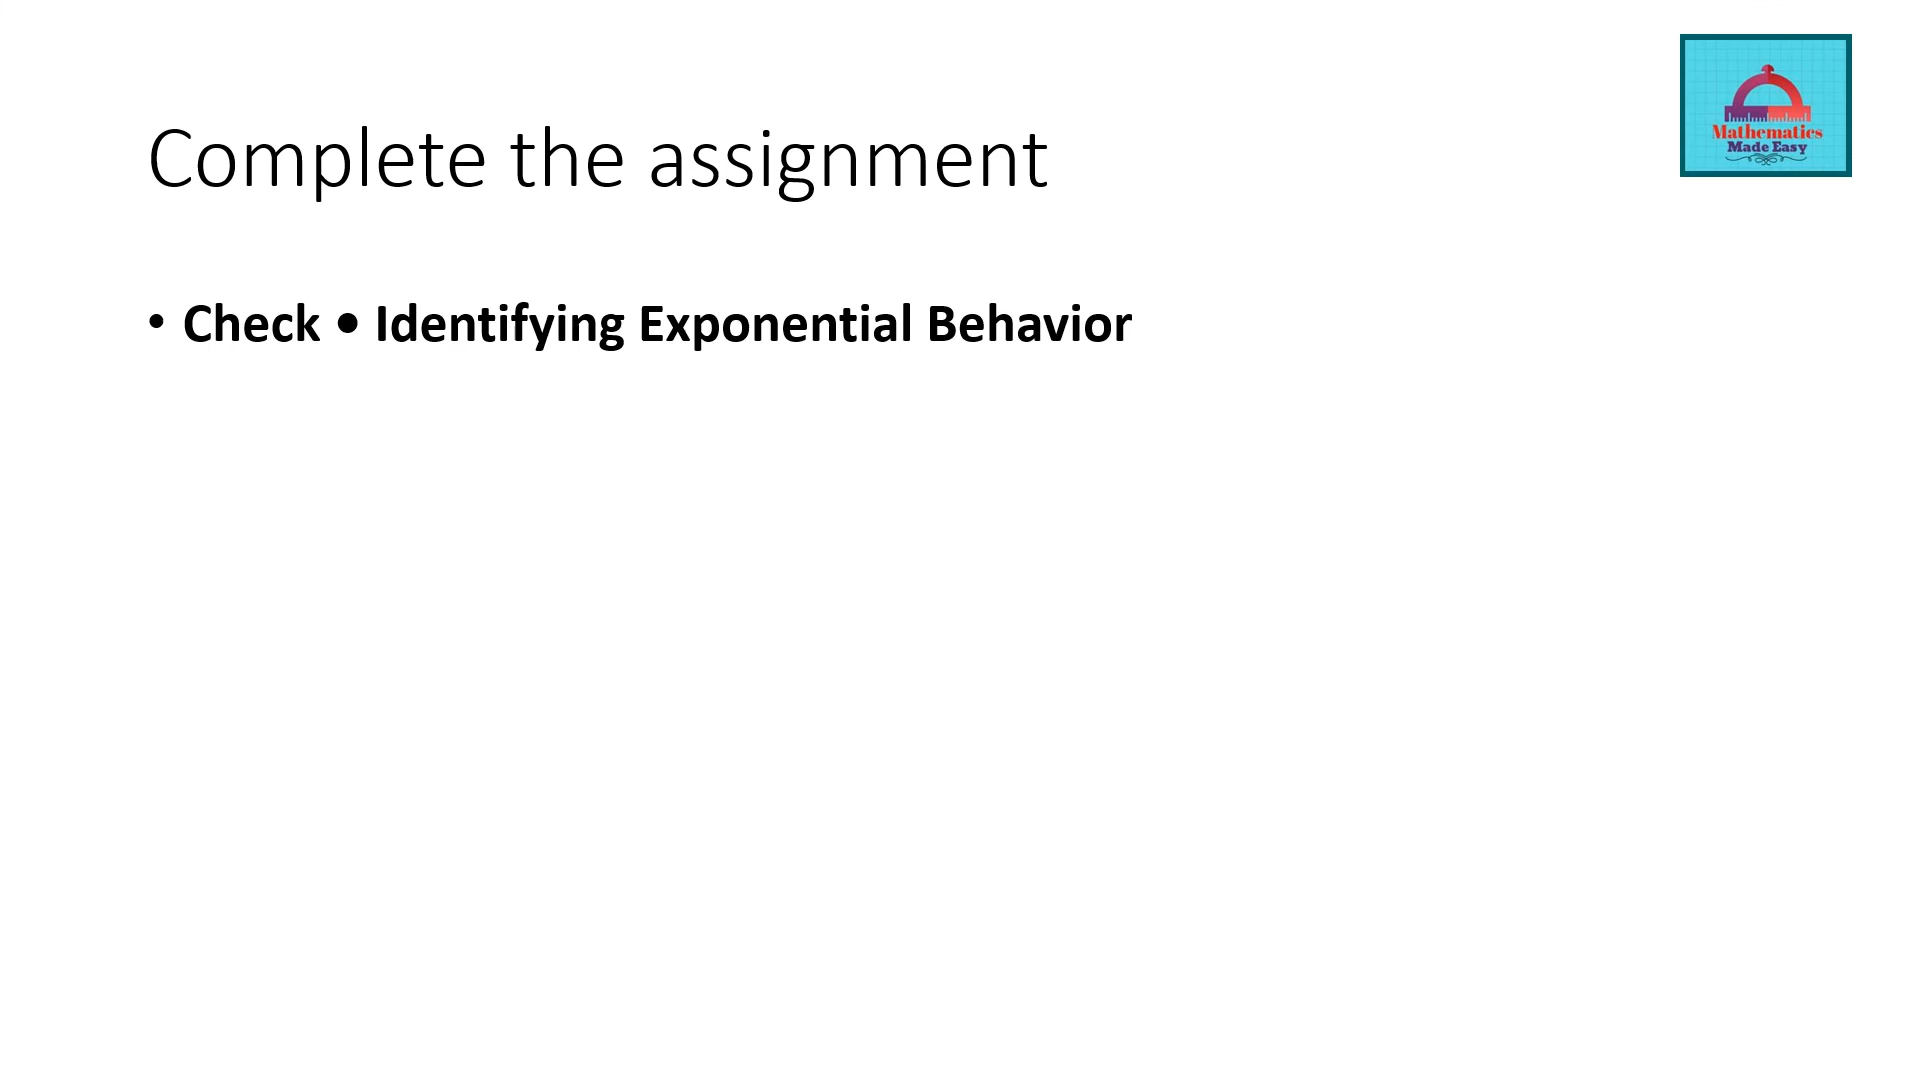 Complete the assignment
Mathematics
Made Easy
• Check • Identifying Exponential Behavior